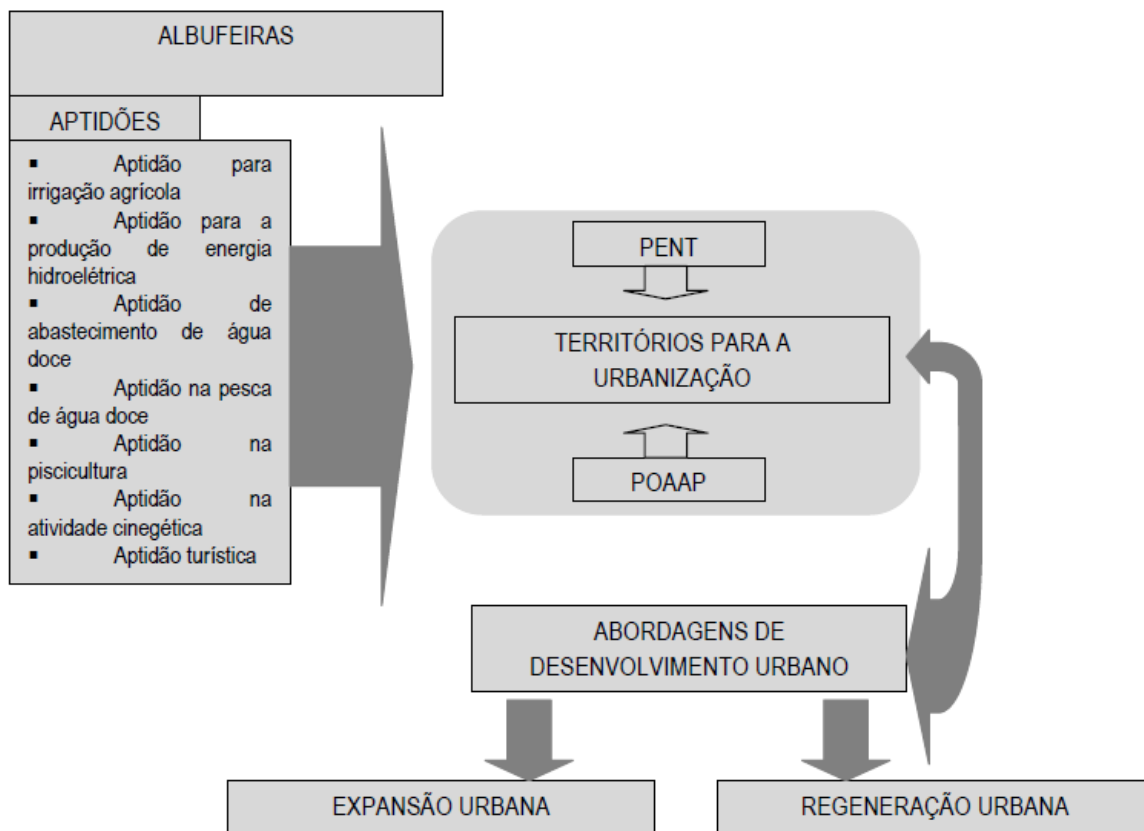 ALBUFEIRAS
APTIDÕES
▪ Aptidão para
irrigação agrícola
▪ Aptidão para a
produção de energia
hidroelétrica
▪ Aptidão de
abastecimento de água
doce
▪ Aptidão na pesca
de água doce
▪ Aptidão na
piscicultura
▪ Aptidão na
atividade cinegética
▪ Aptidão turística
PENT
TERRITÓRIOS PARA A
URBANIZAÇÃO
POAAP
ABORDAGENS DE
DESENVOLVIMENTO URBANO
EXPANSÃO URBANA
REGENERAÇÃO URBANA